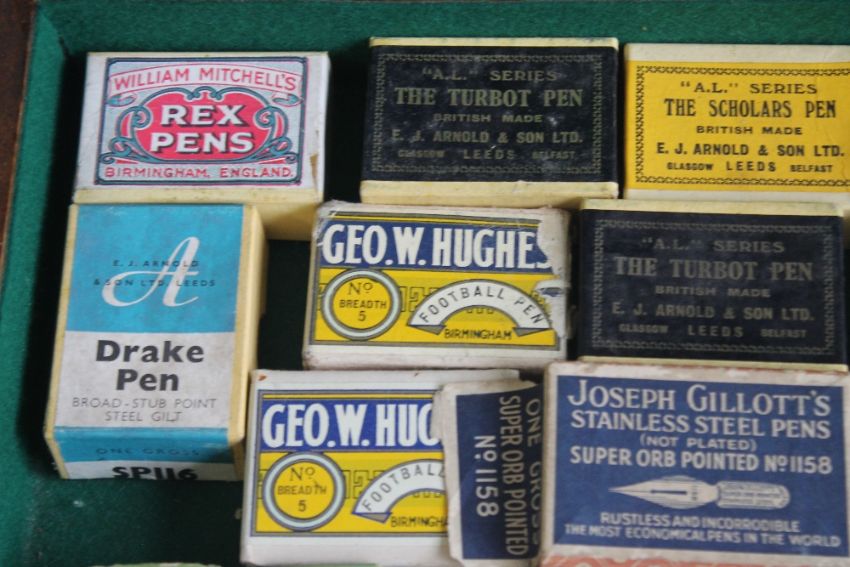 WILLIAM MITCHELL'S
REX
PENS
BIRMINGHAM, ENGLAND.
"A.L." SERIES
THE TURBOT PEN
BRITISH MADE
E. J. ARNOLD & SON LTD.
GLASGOW LEEDS BELFAST
"A.L." SERIES
THE SCHOLARS PEN
BRITISH MADE
E. J. ARNOLD & SON LTD.
GLASGOW LEEDS BELFAST
A
E. J. ARNOLD
& SON LTD. LEEDS
Drake
Pen
BROAD-STUB POINT
STEEL GILT
ONE GROSS
SP116
GEO. W. HUGHES
No
BREADTH
5
FOOTBALL PEN
BIRMINGHAM
"A.L." SERIES
THE TURBOT PEN
BRITISH MADE
E. J. ARNOLD & SON LTD.
GLASGOW LEEDS BELFAST
GEO. W. HUG
No
BREADTH
5
FOOTBALL
BIRMINGHA
ONE GROSS
SUPER ORB POINTED
No 1158
JOSEPH GILLOTT'S
STAINLESS STEEL PENS
(NOT PLATED)
SUPER ORB POINTED No 1158
RUSTLESS AND INCORRODIBLE
THE MOST ECONOMICAL PENS IN THE WORLD